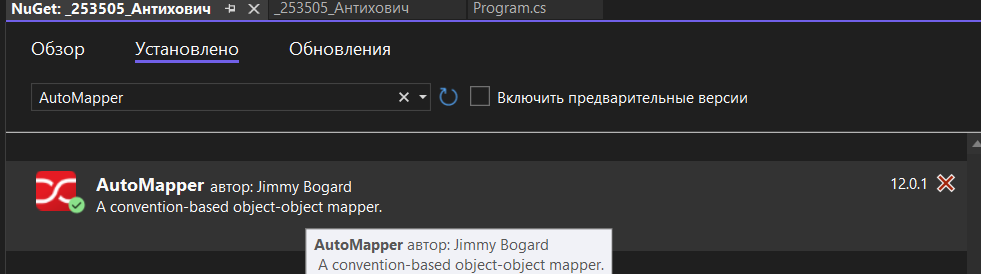 NuGet: _253505_Антихович
_253505_Антихович
Program.cs
Обзор
Установлено
Обновления
AutoMapper
Включить предварительные версии
AutoMapper автор: Jimmy Bogard
12.0.1
A convention-based object-object mapper.
AutoMapper автор: Jimmy Bogard
A convention-based object-object mapper.